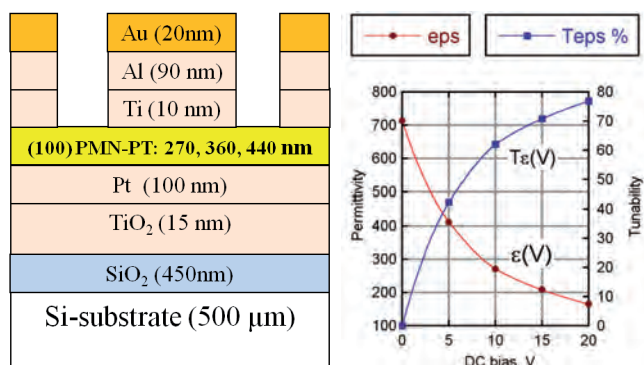 Au (20nm)
Al (90 nm)
Ti (10 nm)
(100) PMN-PT: 270, 360, 440 nm
Pt (100 nm)
TiO₂ (15 nm)
SiO₂ (450nm)
Si-substrate (500 μm)
eps
Teps %
800
700
600
500
400
300
200
100
80
70
60
50
40
30
20
10
0
Permittivity
Tunability
Tε(V)
ε(V)
0 5 10 15 20
DC bias, V